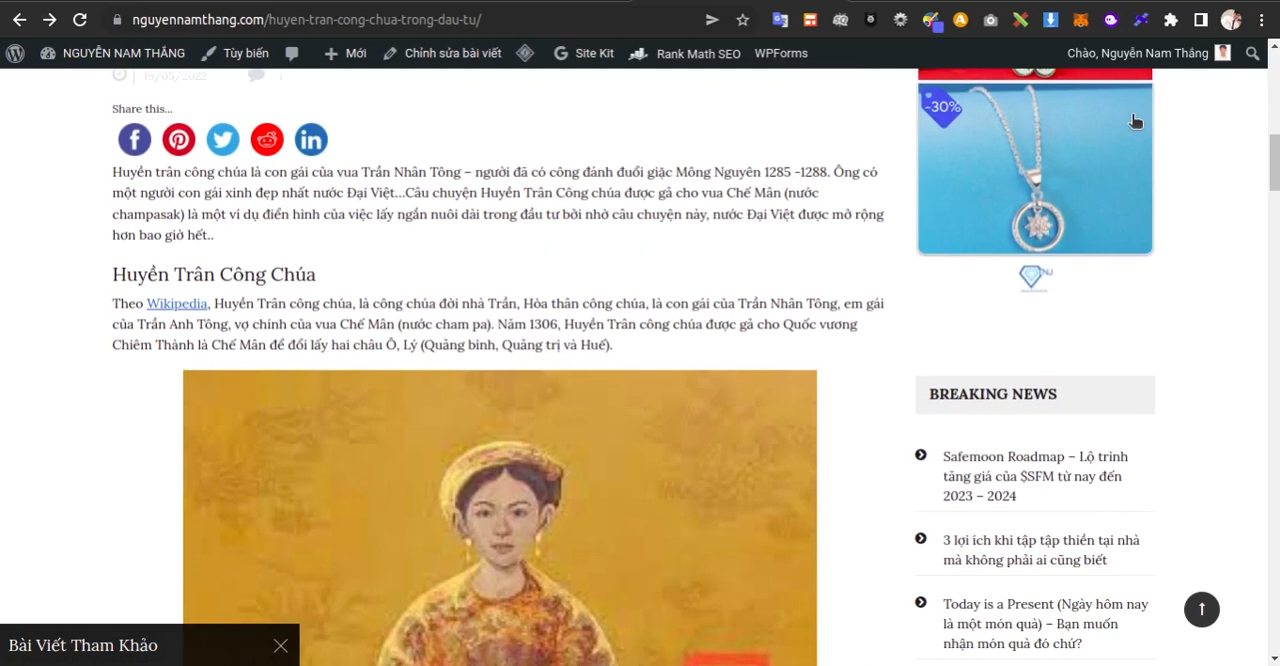 nguyennamthang.com/huyen-tran-cong-chua-trong-dau-tu/
NGUYỄN NAM THẮNG Tùy biến Mới Chỉnh sửa bài viết Site Kit Rank Math SEO WPForms Chào, Nguyễn Nam Thắng
19/05/2022 1
Share this...
Huyền trân công chúa là con gái của vua Trần Nhân Tông – người đã có công đánh đuổi giặc Mông Nguyên 1285 -1288. Ông có
một người con gái xinh đẹp nhất nước Đại Việt...Câu chuyện Huyền Trân Công chúa được gả cho vua Chế Mân (nước
champasak) là một ví dụ điển hình của việc lấy ngắn nuôi dài trong đầu tư bởi nhờ câu chuyện này, nước Đại Việt được mở rộng
hơn bao giờ hết..
Huyền Trân Công Chúa
Theo Wikipedia, Huyền Trân công chúa, là công chúa đời nhà Trần, Hòa thân công chúa, là con gái của Trần Nhân Tông, em gái
của Trần Anh Tông, vợ chính của vua Chế Mân (nước cham pa). Năm 1306, Huyền Trân công chúa được gả cho Quốc vương
Chiêm Thành là Chế Mân để đổi lấy hai châu Ô, Lý (Quảng bình, Quảng trị và Huế).
Bài Viết Tham Khảo
-30%
BREAKING NEWS
Safemoon Roadmap – Lộ trình
tăng giá của $SFM từ nay đến
2023 – 2024
3 lợi ích khi tập tập thiền tại nhà
mà không phải ai cũng biết
Today is a Present (Ngày hôm nay
là một món quà) – Bạn muốn
nhận món quà đó chứ?